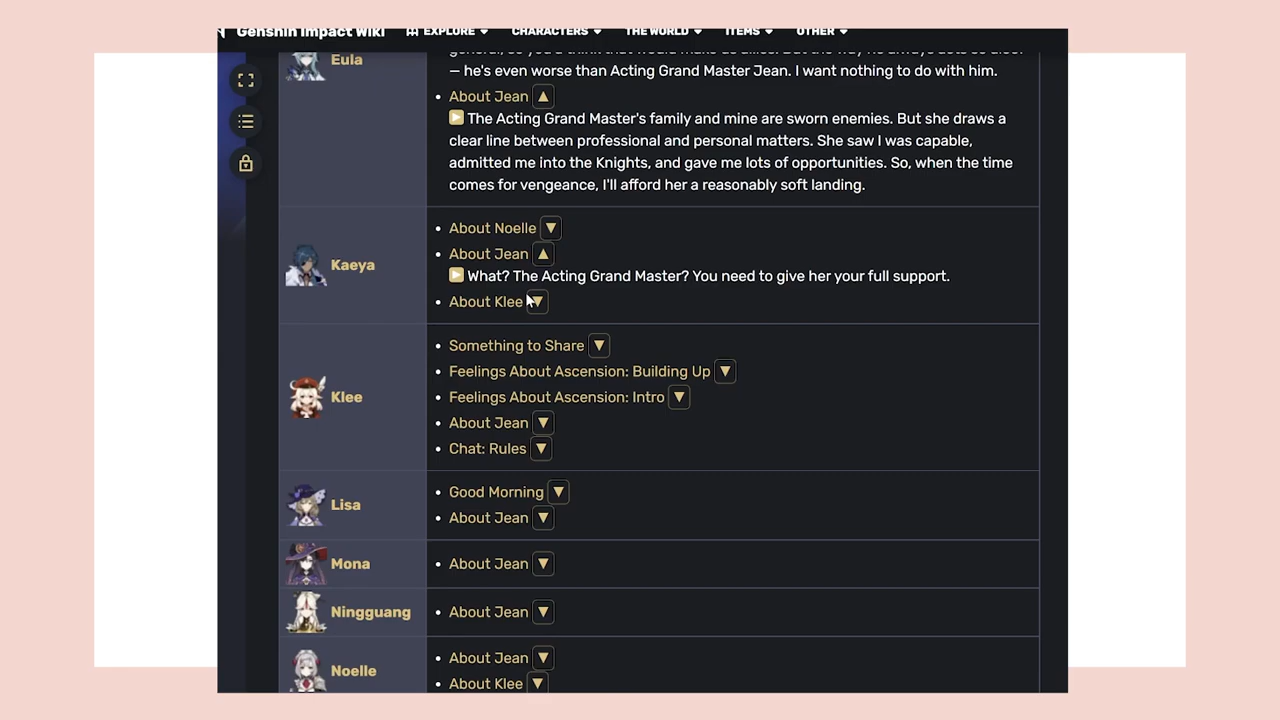 Genshin Impact Wiki EXPLORE CHARACTERS THE WORLD ITEMS OTHER
Eula
— he's even worse than Acting Grand Master Jean. I want nothing to do with him.
• About Jean ▲
The Acting Grand Master's family and mine are sworn enemies. But she draws a
clear line between professional and personal matters. She saw I was capable,
admitted me into the Knights, and gave me lots of opportunities. So, when the time
comes for vengeance, I'll afford her a reasonably soft landing.
Kaeya
• About Noelle ▼
• About Jean ▲
What? The Acting Grand Master? You need to give her your full support.
• About Klee ▼
Klee
• Something to Share ▼
• Feelings About Ascension: Building Up ▼
• Feelings About Ascension: Intro ▼
• About Jean ▼
• Chat: Rules ▼
Lisa
• Good Morning ▼
• About Jean ▼
Mona
• About Jean ▼
Ningguang
• About Jean ▼
Noelle
• About Jean ▼
• About Klee ▼